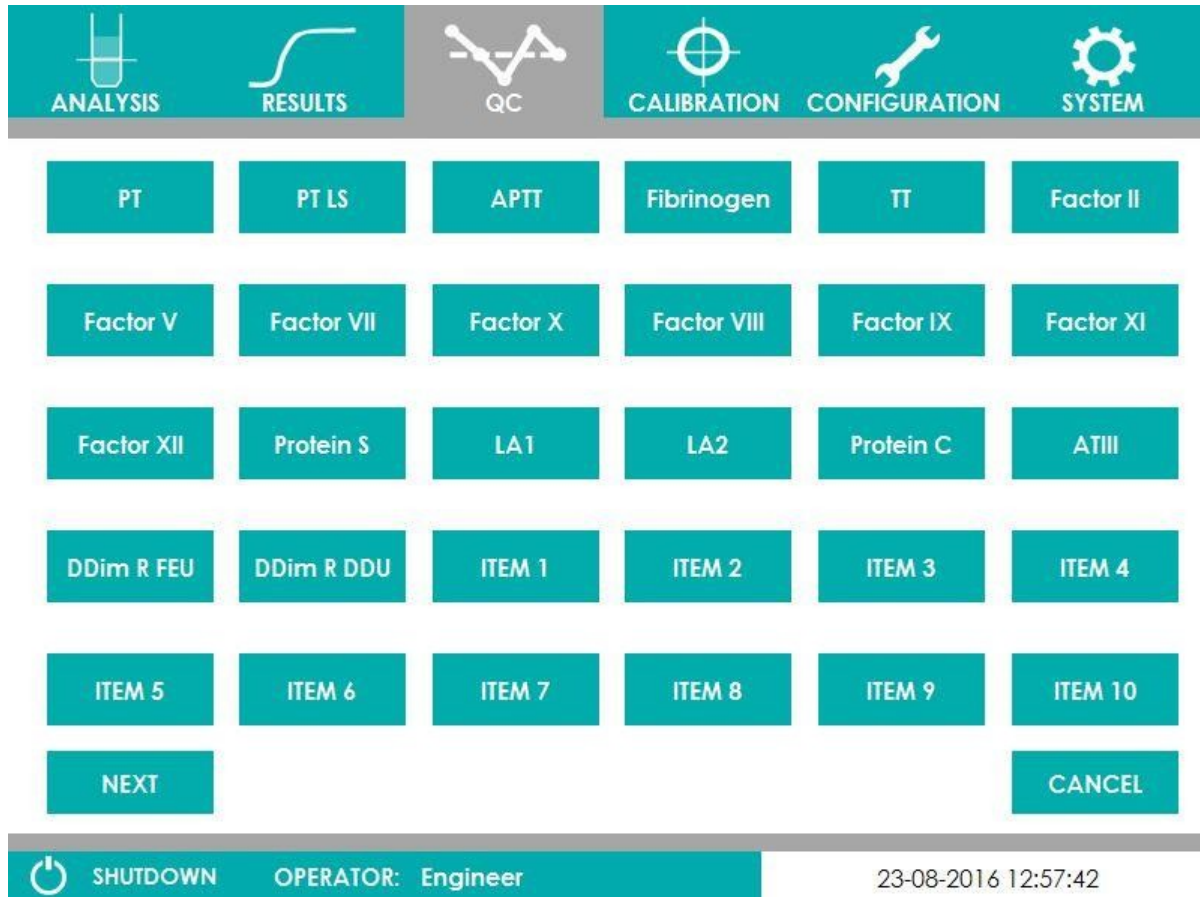 ANALYSIS RESULTS QC CALIBRATION CONFIGURATION SYSTEM
PT PT LS APTT Fibrinogen TT Factor II
Factor V Factor VII Factor X Factor VIII Factor IX Factor XI
Factor XII Protein S LA1 LA2 Protein C ATIII
DDim R FEU DDim R DDU ITEM 1 ITEM 2 ITEM 3 ITEM 4
ITEM 5 ITEM 6 ITEM 7 ITEM 8 ITEM 9 ITEM 10
NEXT CANCEL
SHUTDOWN OPERATOR: Engineer 23-08-2016 12:57:42